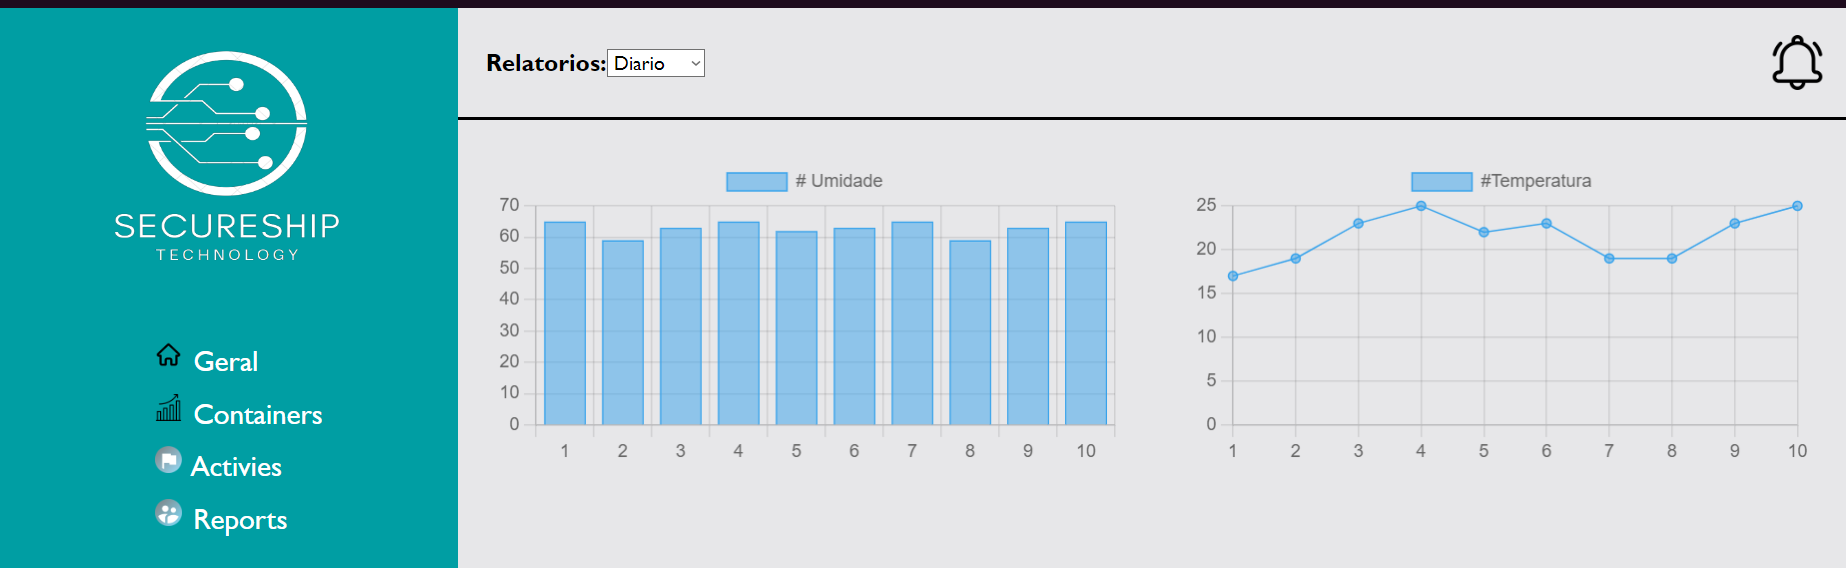 SECURESHIP
TECHNOLOGY
Geral
Containers
Activies
Reports
Relatorios: Diario
# Umidade
70
60
50
40
30
20
10
0
1 2 3 4 5 6 7 8 9 10
#Temperatura
25
20
15
10
5
0
1 2 3 4 5 6 7 8 9 10